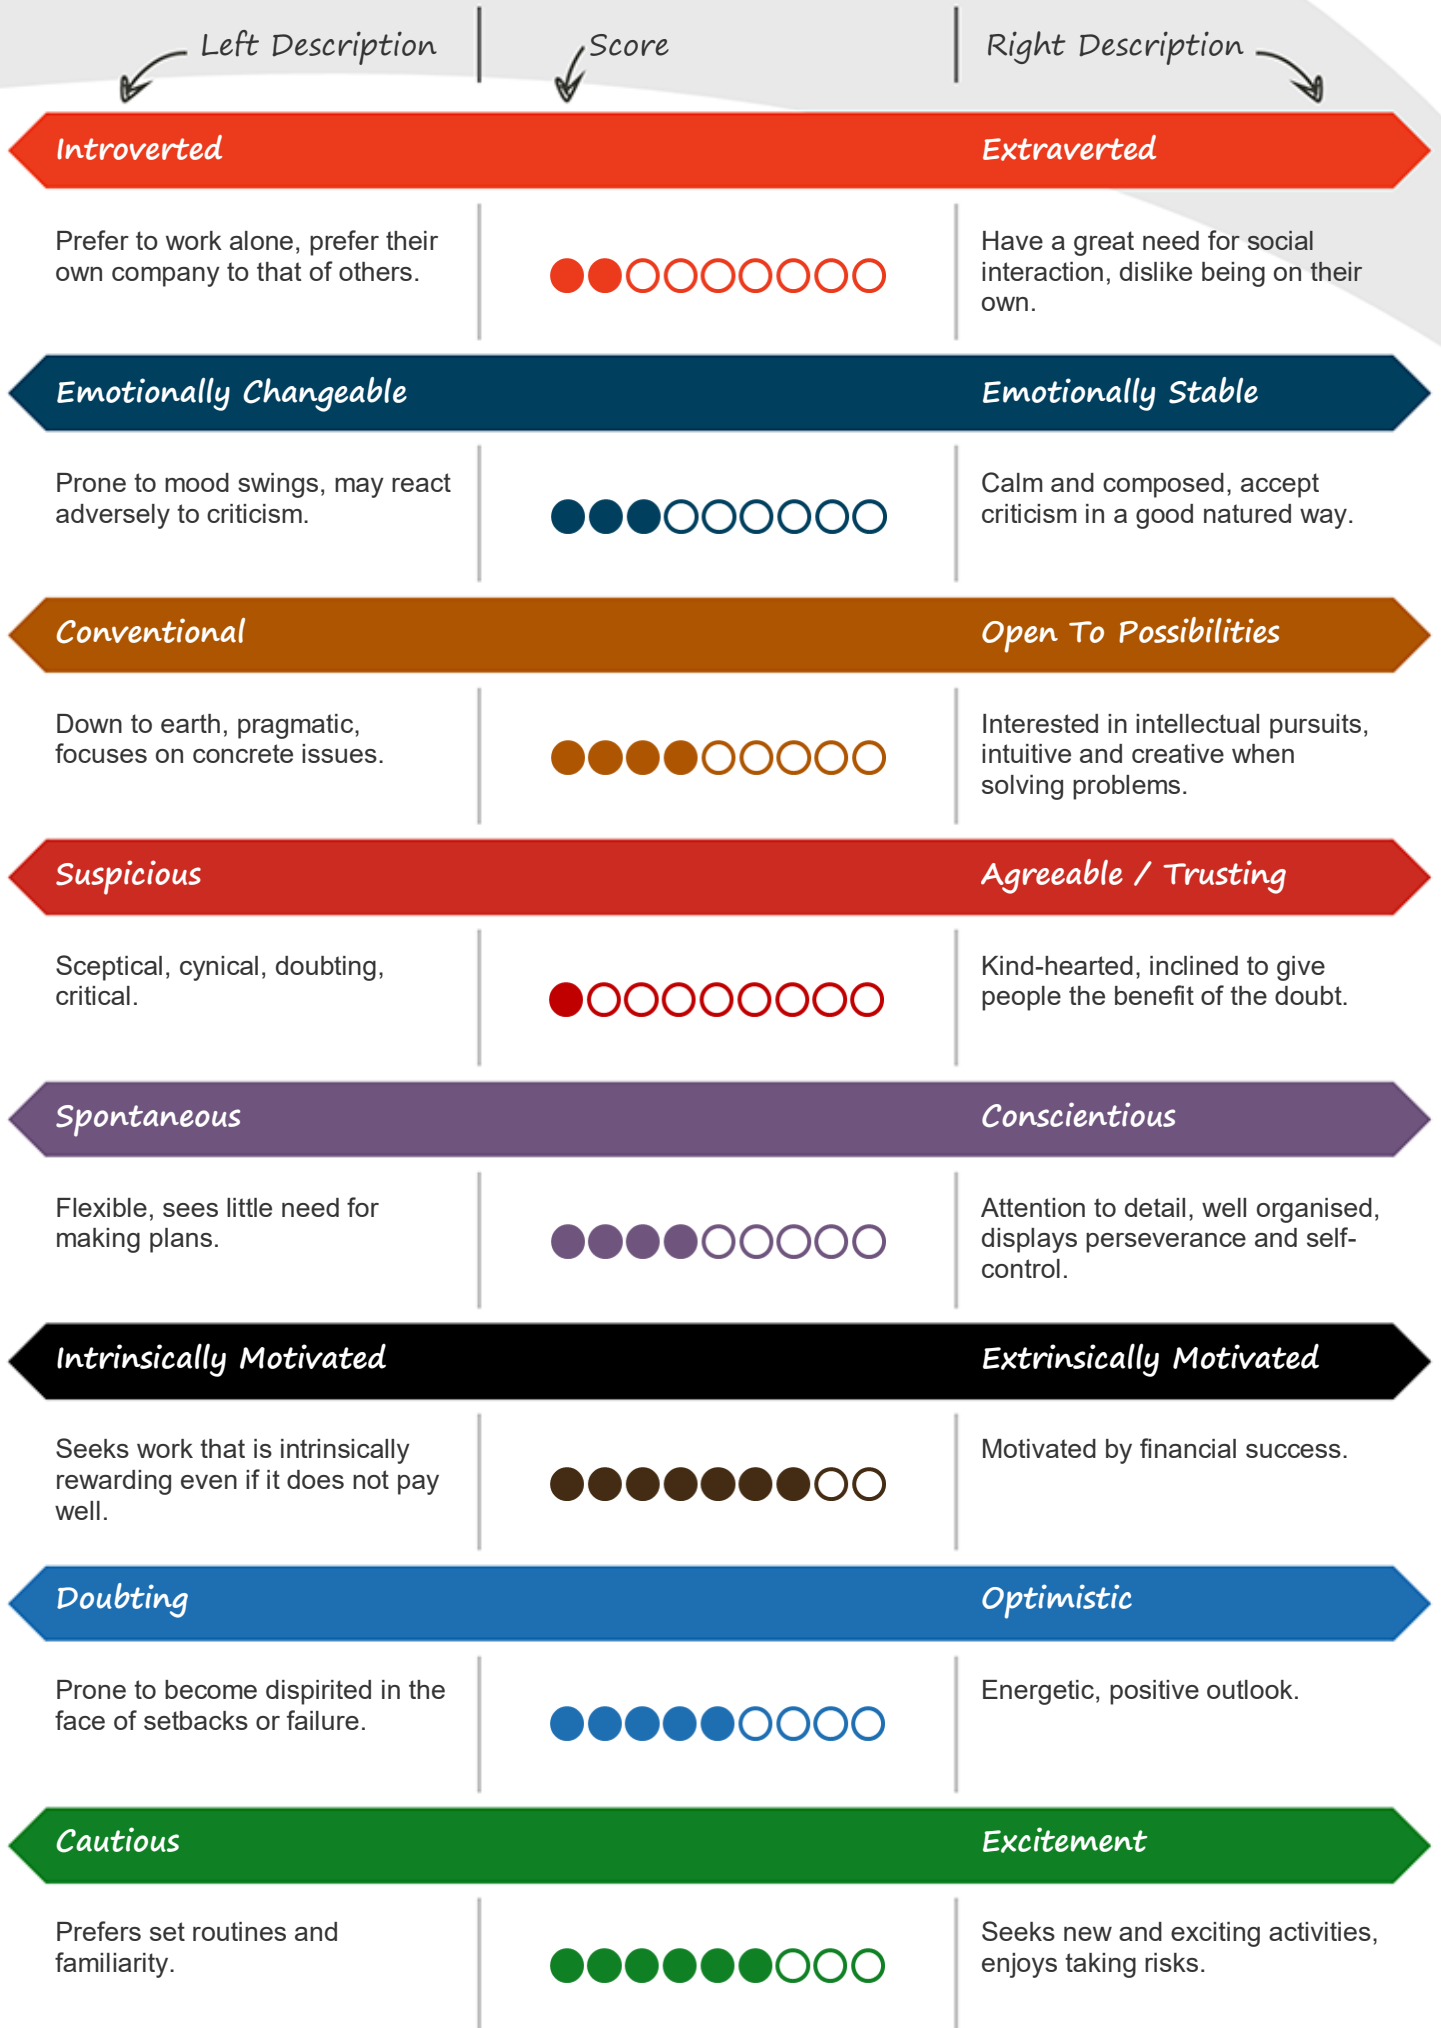 Left Description
Score
Right Description
Introverted
Extraverted
Prefer to work alone, prefer their
own company to that of others.
Have a great need for social
interaction, dislike being on their
own.
Emotionally Changeable
Emotionally Stable
Prone to mood swings, may react
adversely to criticism.
Calm and composed, accept
criticism in a good natured way.
Conventional
Open To Possibilities
Down to earth, pragmatic,
focuses on concrete issues.
Interested in intellectual pursuits,
intuitive and creative when
solving problems.
Suspicious
Agreeable / Trusting
Sceptical, cynical, doubting,
critical.
Kind-hearted, inclined to give
people the benefit of the doubt.
Spontaneous
Conscientious
Flexible, sees little need for
making plans.
Attention to detail, well organised,
displays perseverance and self-
control.
Intrinsically Motivated
Extrinsically Motivated
Seeks work that is intrinsically
rewarding even if it does not pay
well.
Motivated by financial success.
Doubting
Optimistic
Prone to become dispirited in the
face of setbacks or failure.
Energetic, positive outlook.
Cautious
Excitement
Prefers set routines and
familiarity.
Seeks new and exciting activities,
enjoys taking risks.